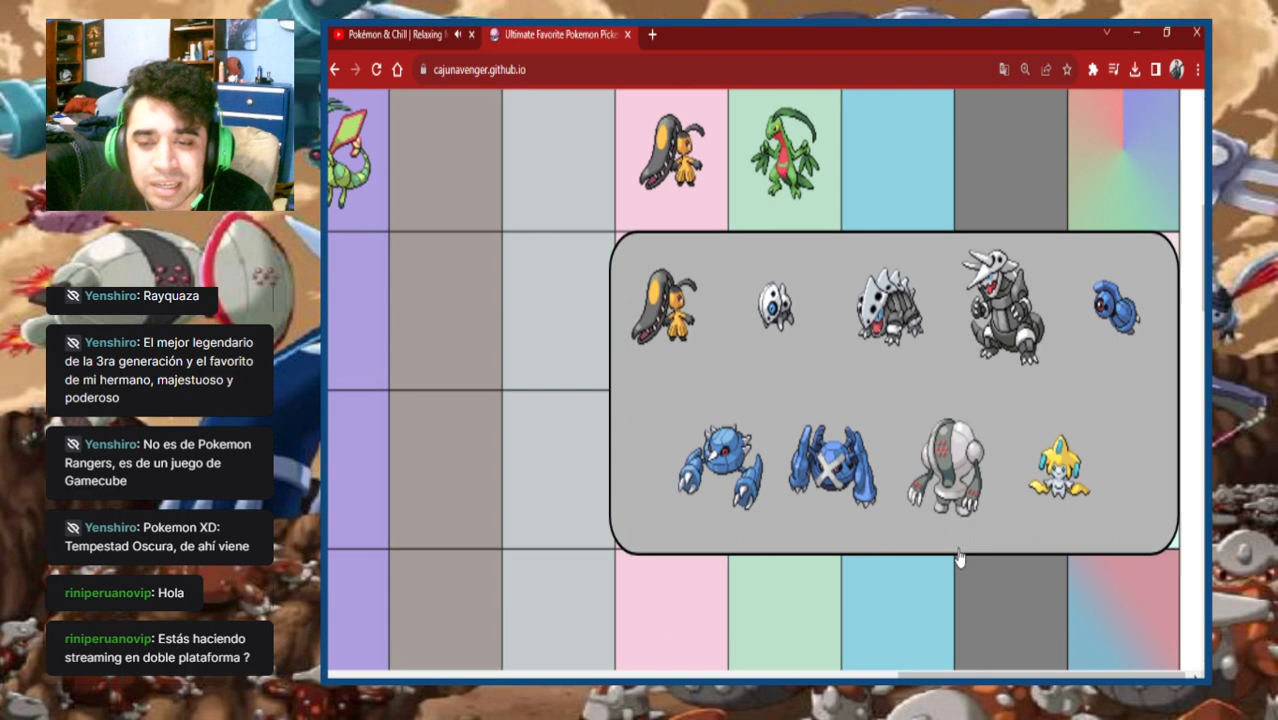 Pokémon & Chill | Relaxing
Ultimate Favorite Pokemon Picke
cajunavenger.github.io
Yenshiro: Rayquaza
Yenshiro: El mejor legendario
de la 3ra generación y el favorito
de mi hermano, majestuoso y
poderoso
Yenshiro: No es de Pokemon
Rangers, es de un juego de
Gamecube
Yenshiro: Pokemon XD:
Tempestad Oscura, de ahí viene
riniperuanovip: Hola
riniperuanovip: Estás haciendo
streaming en doble plataforma ?